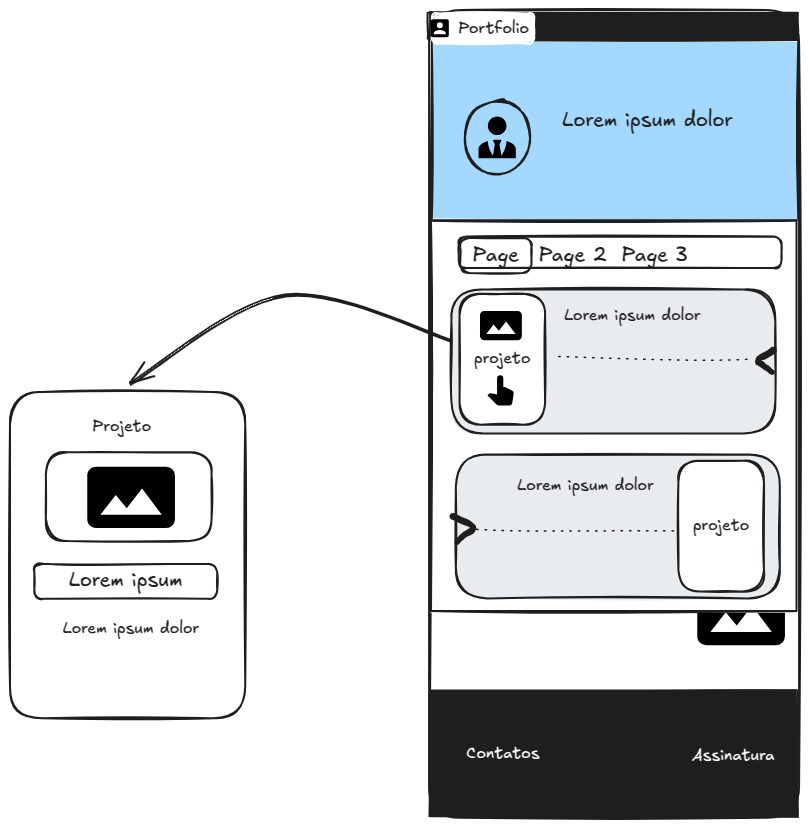 Portfolio
Lorem ipsum dolor
Page Page 2 Page 3
Lorem ipsum dolor
projeto
Lorem ipsum dolor
projeto
Contatos
Assinatura
Projeto
Lorem ipsum
Lorem ipsum dolor